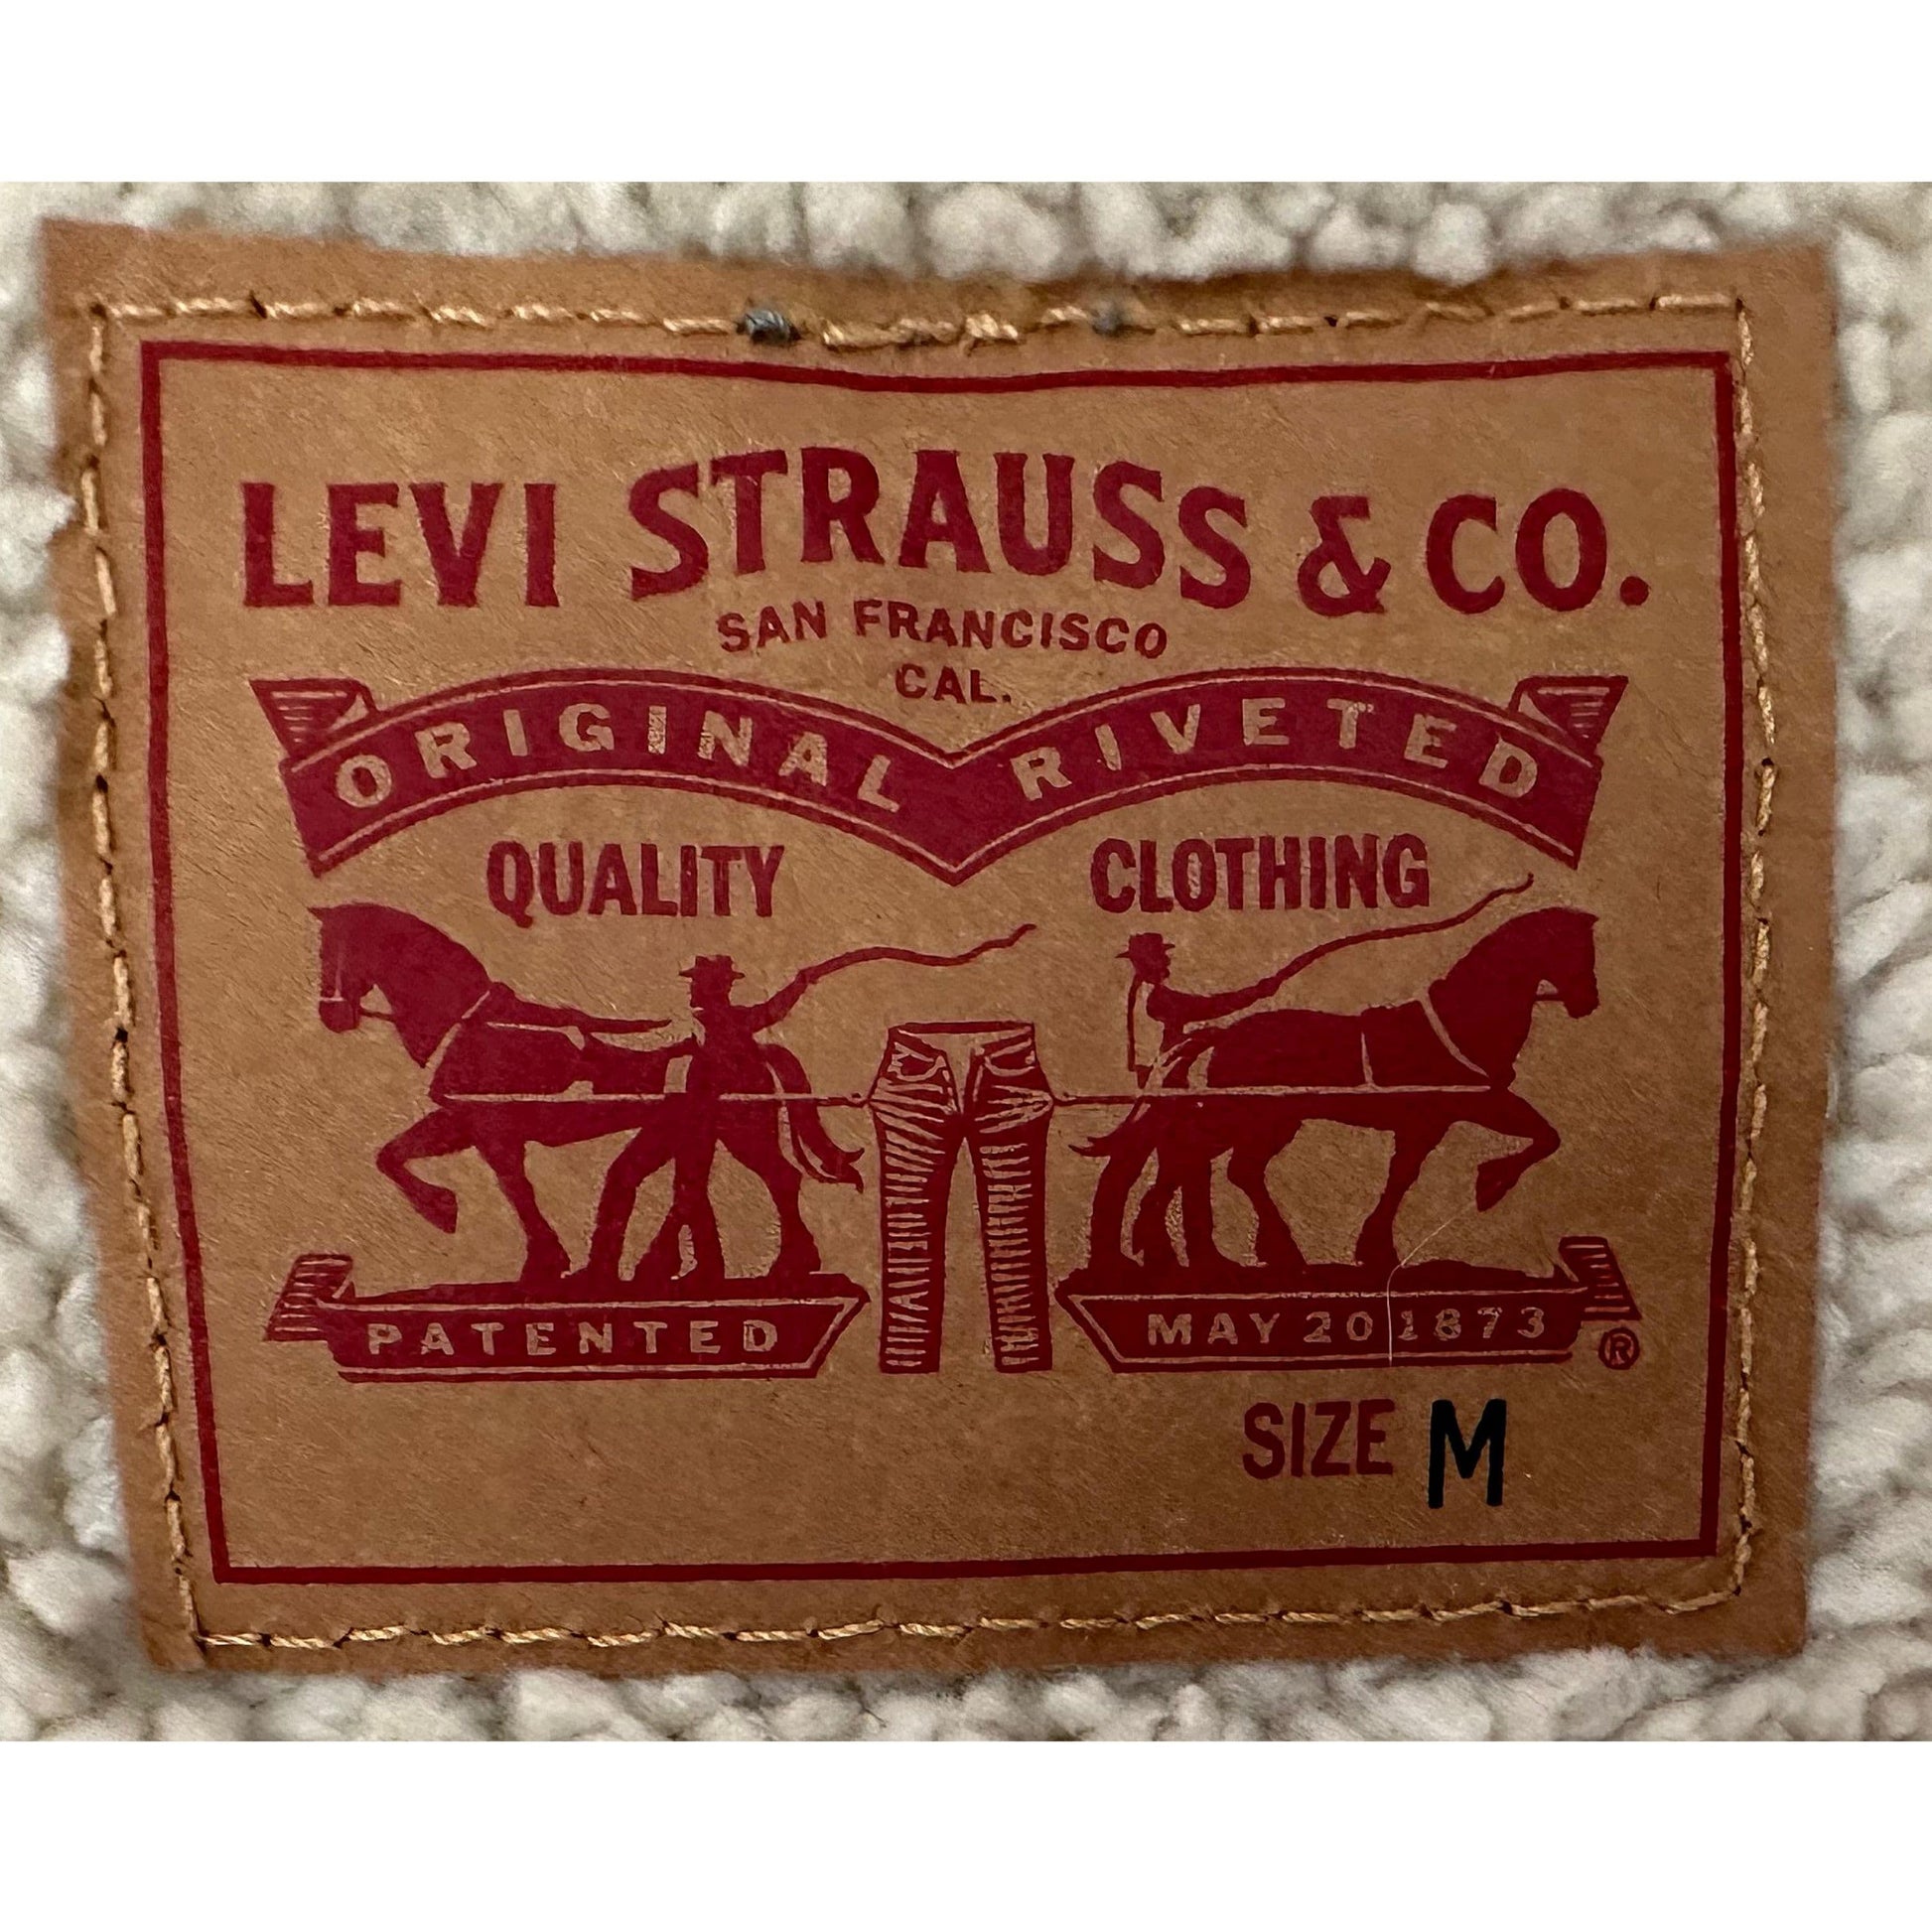 LEVI STRAUSS & CO.
SAN FRANCISCO
CAL.
ORIGINAL RIVETED
QUALITY CLOTHING
PATENTED MAY 20 1873
®
SIZE M